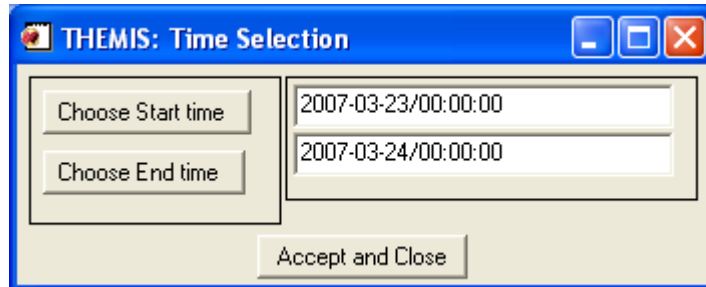 THEMIS: Time Selection
Choose Start time
2007-03-23/00:00:00
Choose End time
2007-03-24/00:00:00
Accept and Close